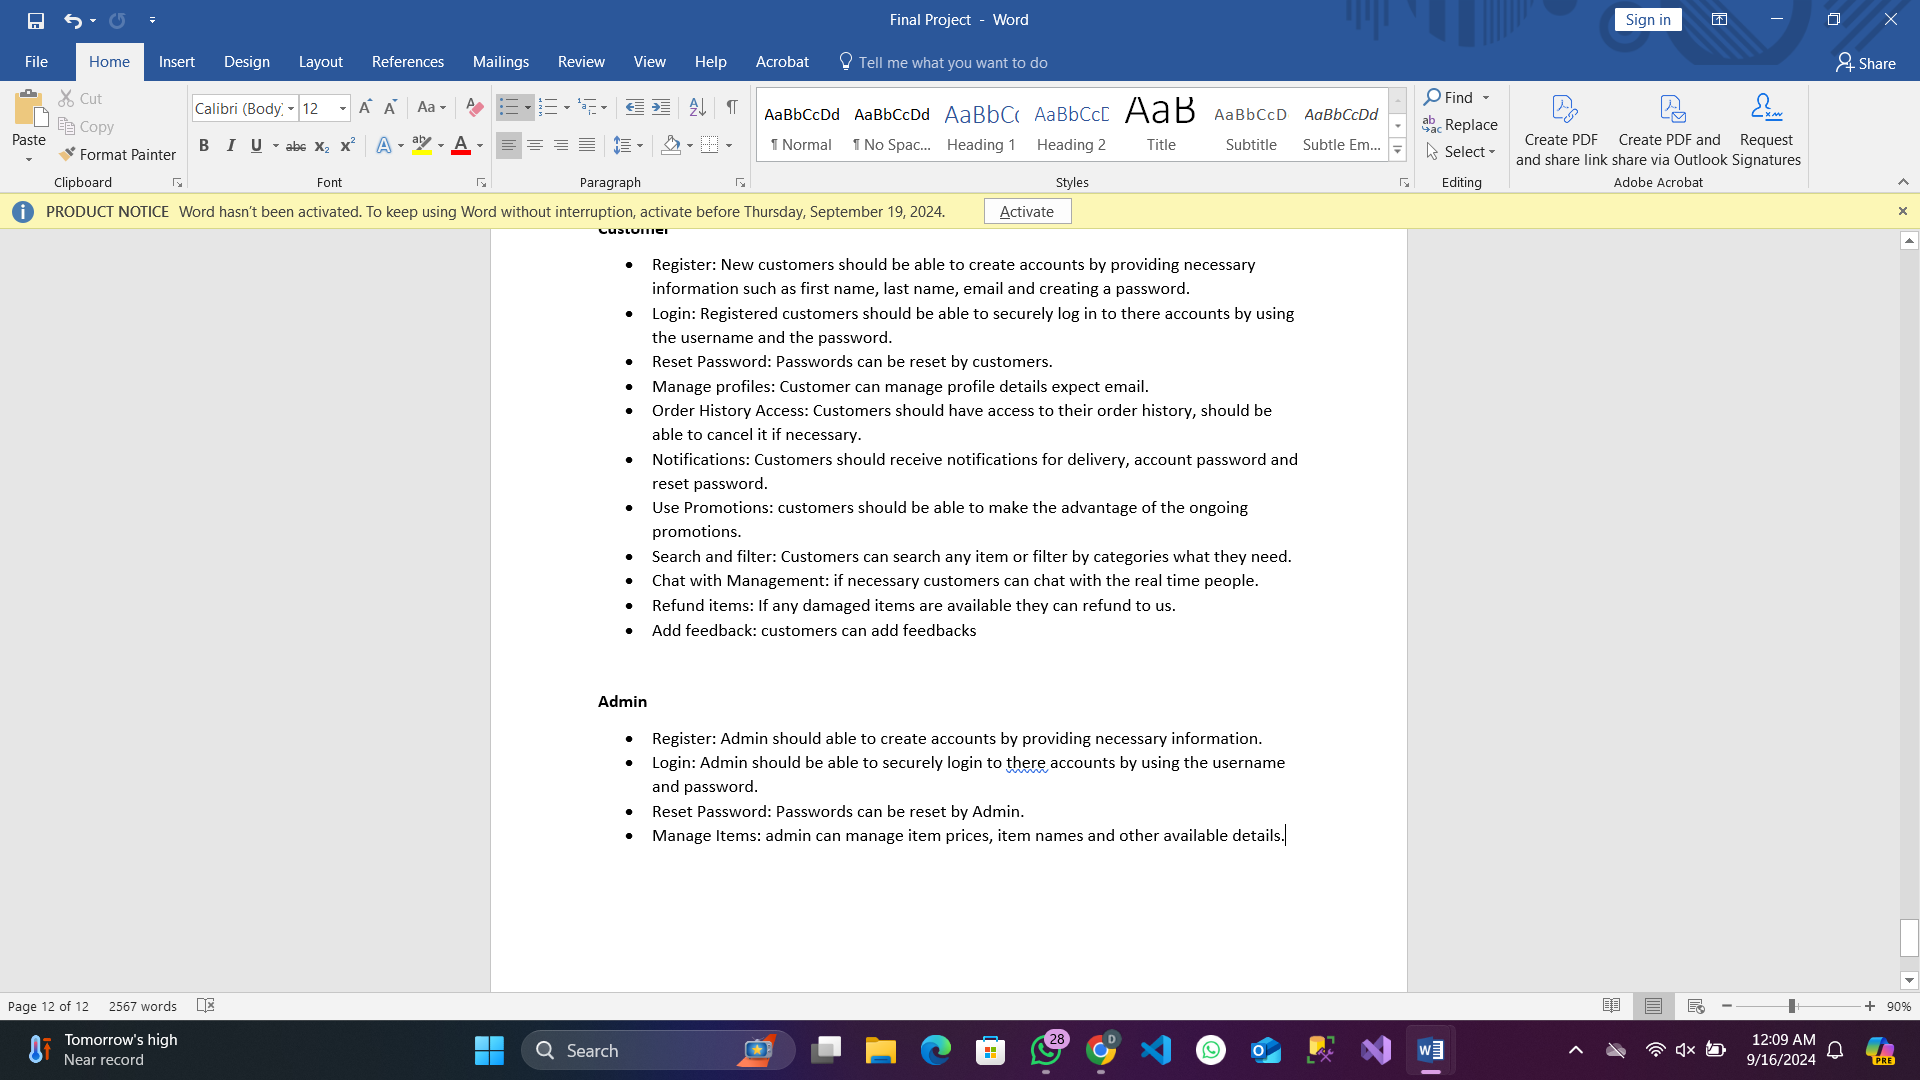 Final Project - Word
Sign in
File Home Insert Design Layout References Mailings Review View Help Acrobat Tell me what you want to do Share
Paste
Cut
Copy
Format Painter
Clipboard
Calibri (Body) 12 Aa
B I U abc X2 X2 A A
Font
Paragraph
AaBbCcDd AaBbCcDd AaBbC AaBbCcD AaB AaBbCcD AaBbCcDd
¶ Normal ¶ No Spac... Heading 1 Heading 2 Title Subtitle Subtle Em...
Styles
Find
Replace
Select
Editing
Create PDF and share link
Create PDF and share via Outlook
Request Signatures
Adobe Acrobat
PRODUCT NOTICE Word hasn't been activated. To keep using Word without interruption, activate before Thursday, September 19, 2024. Activate
Customer
• Register: New customers should be able to create accounts by providing necessary
information such as first name, last name, email and creating a password.
• Login: Registered customers should be able to securely log in to there accounts by using
the username and the password.
• Reset Password: Passwords can be reset by customers.
• Manage profiles: Customer can manage profile details expect email.
• Order History Access: Customers should have access to their order history, should be
able to cancel it if necessary.
• Notifications: Customers should receive notifications for delivery, account password and
reset password.
• Use Promotions: customers should be able to make the advantage of the ongoing
promotions.
• Search and filter: Customers can search any item or filter by categories what they need.
• Chat with Management: if necessary customers can chat with the real time people.
• Refund items: If any damaged items are available they can refund to us.
• Add feedback: customers can add feedbacks
Admin
• Register: Admin should able to create accounts by providing necessary information.
• Login: Admin should be able to securely login to there accounts by using the username
and password.
• Reset Password: Passwords can be reset by Admin.
• Manage Items: admin can manage item prices, item names and other available details.
Page 12 of 12 2567 words 90%
Tomorrow's high
Near record
Search
28
D
PRE
12:09 AM
9/16/2024